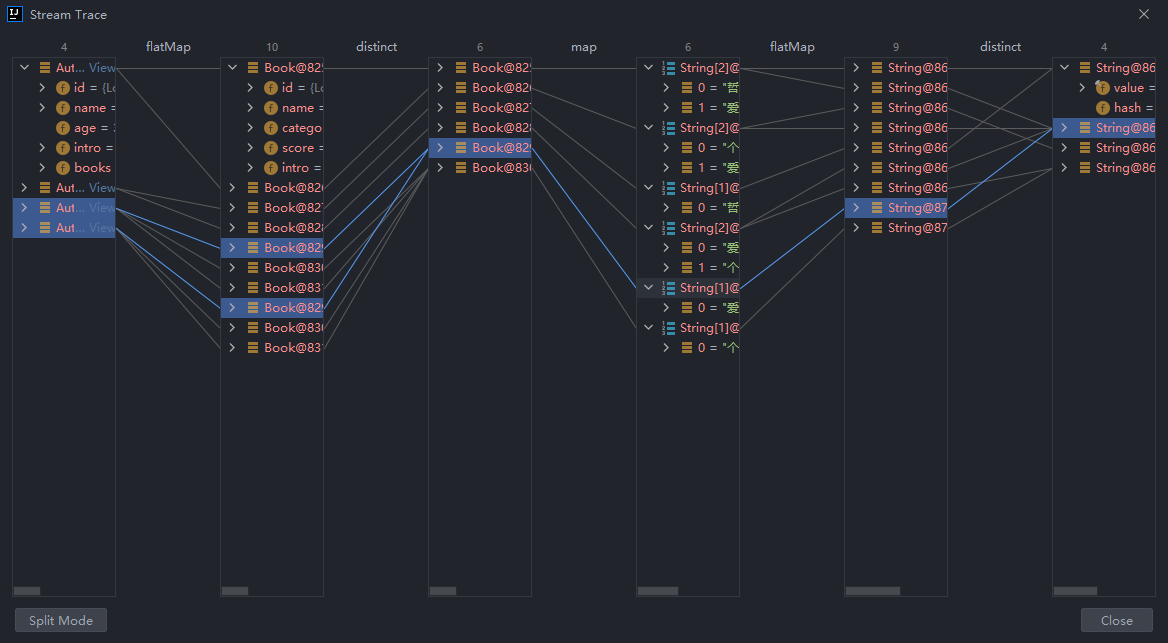 Stream Trace
4 flatMap 10 distinct 6 map 6 flatMap 9 distinct 4
Aut... View
id = {Lo
name =
age =
intro =
books
Aut... View
Aut... View
Aut... View
Book@825
id = {Lo
name =
catego
score =
intro =
Book@826
Book@827
Book@828
Book@829
Book@830
Book@831
Book@829
Book@830
Book@831
Book@825
Book@826
Book@827
Book@828
Book@829
Book@830
String[2]@
0 = "哲
1 = "爱
String[2]@
0 = "个
1 = "爱
String[1]@
0 = "哲
String[2]@
0 = "爱
1 = "个
String[1]@
0 = "爱
String[1]@
0 = "个
String@86
String@86
String@86
String@86
String@86
String@86
String@86
String@87
String@87
String@86
value =
hash =
String@86
String@86
String@86
Split Mode
Close